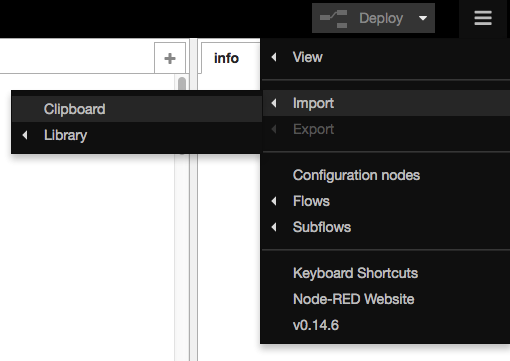 Deploy
+
info
View
Import
Export
Clipboard
Library
Configuration nodes
Flows
Subflows
Keyboard Shortcuts
Node-RED Website
v0.14.6